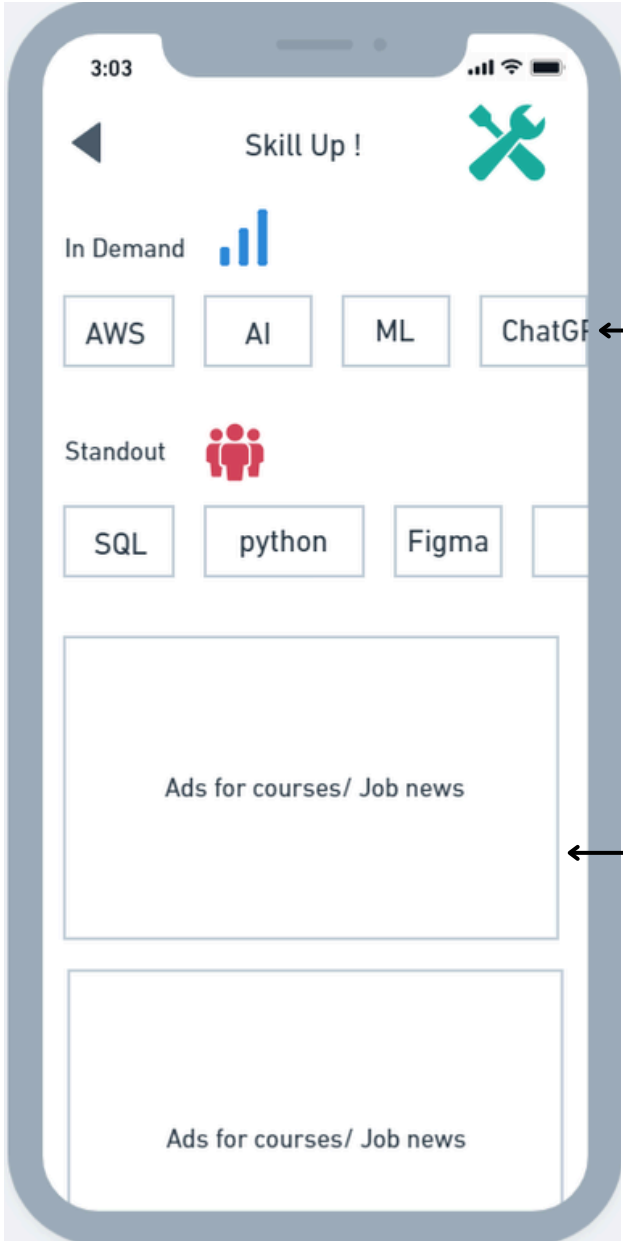 3:03
Skill Up !
In Demand
AWS AI ML
Standout
SQL python Figma
Ads for courses/ Job news
Ads for courses/ Job news